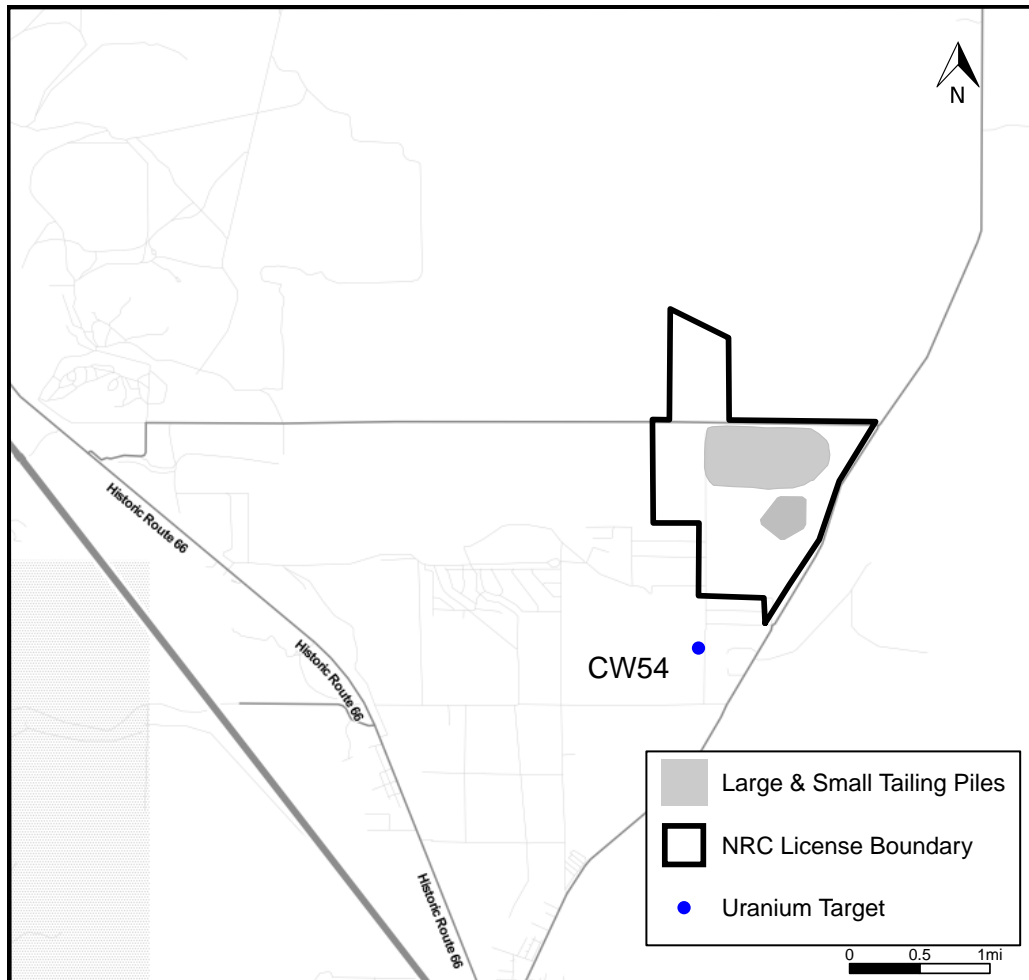 N
Historic Route 66
Historic Route 66
CW54
Historic Route 66
Large & Small Tailing Piles
NRC License Boundary
Uranium Target
0 0.5 1mi